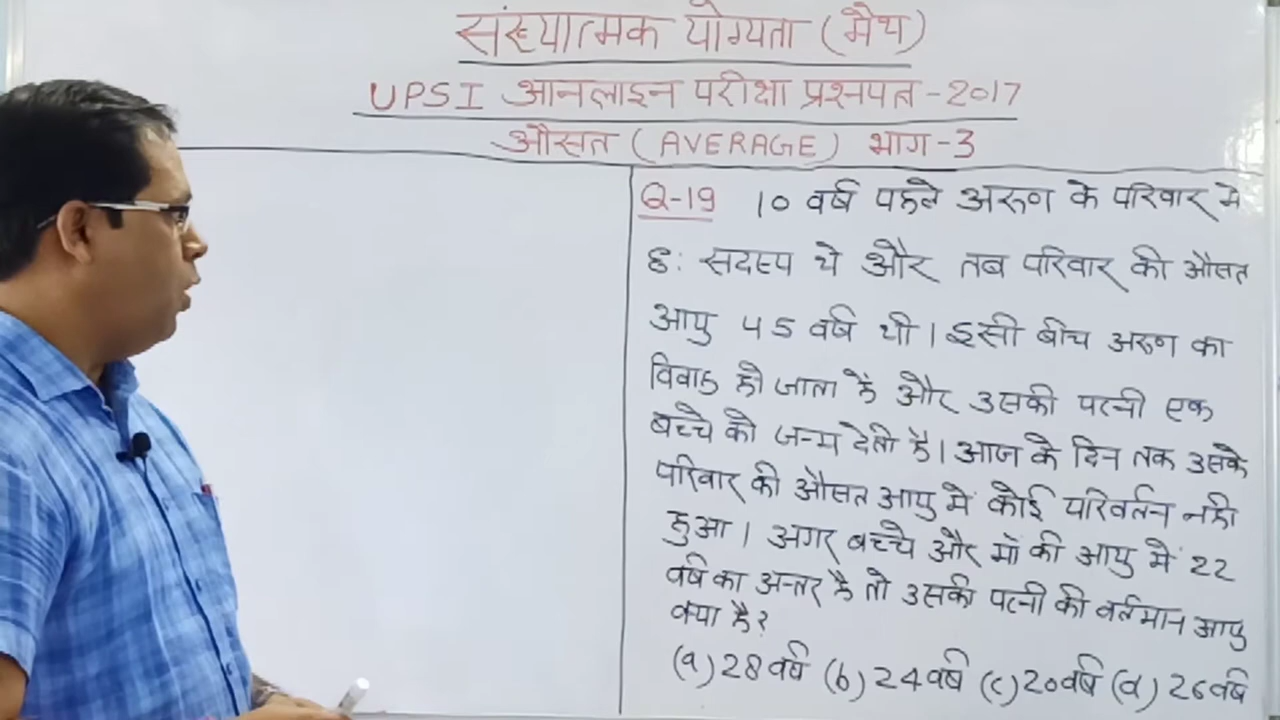 संख्यात्मक योग्यता (मैथ)
UPSI ऑनलाइन परीक्षा प्रश्नपत्र-2017
औसत (AVERAGE) भाग-3
Q-19 10 वर्ष पहले अरूण के परिवार में
छ: सदस्य थे और तब परिवार की औसत
आयु 45 वर्ष थी। इसी बीच अरूण का
विवाह हो जाता है और उसकी पत्नी एक
बच्चे को जन्म देती है। आज के दिन तक उसके
परिवार की औसत आयु में कोई परिवर्तन नही
हुआ। अगर बच्चे और माँ की आयु में 22
वर्ष का अन्तर है तो उसकी पत्नी की वर्तमान आयु
क्या है?
(a) 28 वर्ष (b) 24 वर्ष (c) 20 वर्ष (d) 26 वर्ष